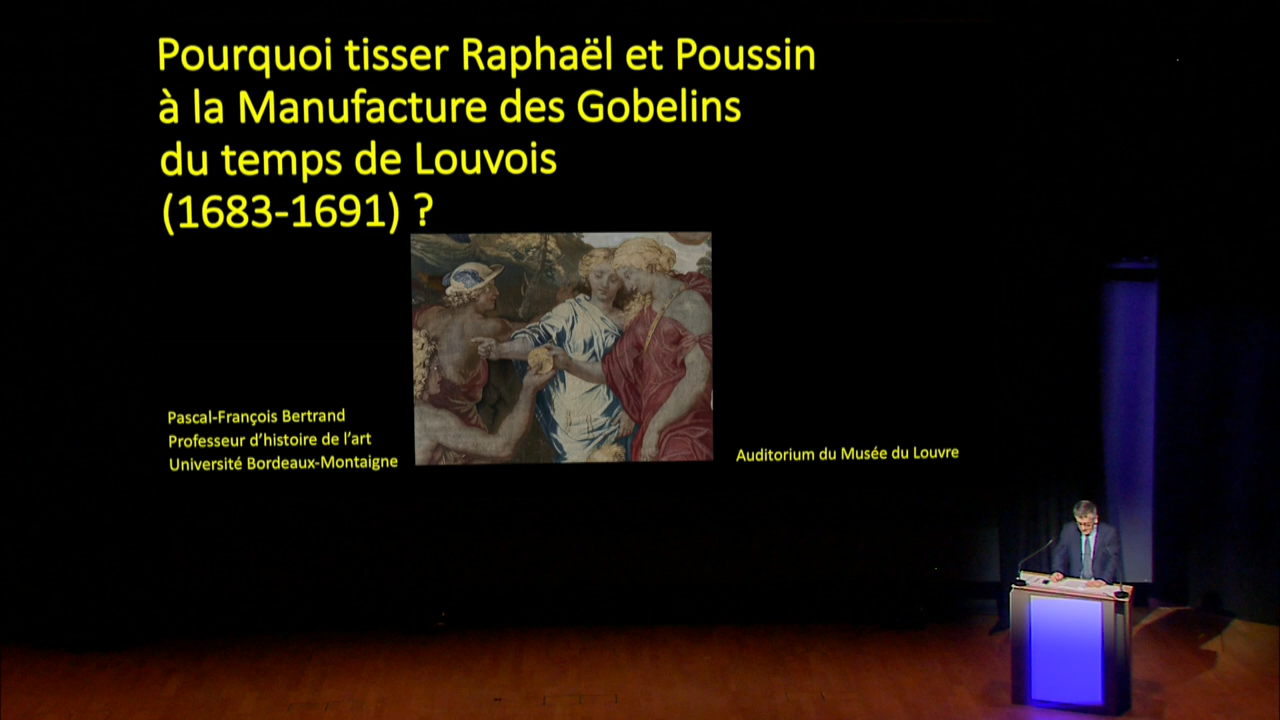 Pourquoi tisser Raphaël et Poussin
à la Manufacture des Gobelins
du temps de Louvois
(1683-1691) ?
Pascal-François Bertrand
Professeur d'histoire de l'art
Université Bordeaux-Montaigne
Auditorium du Musée du Louvre